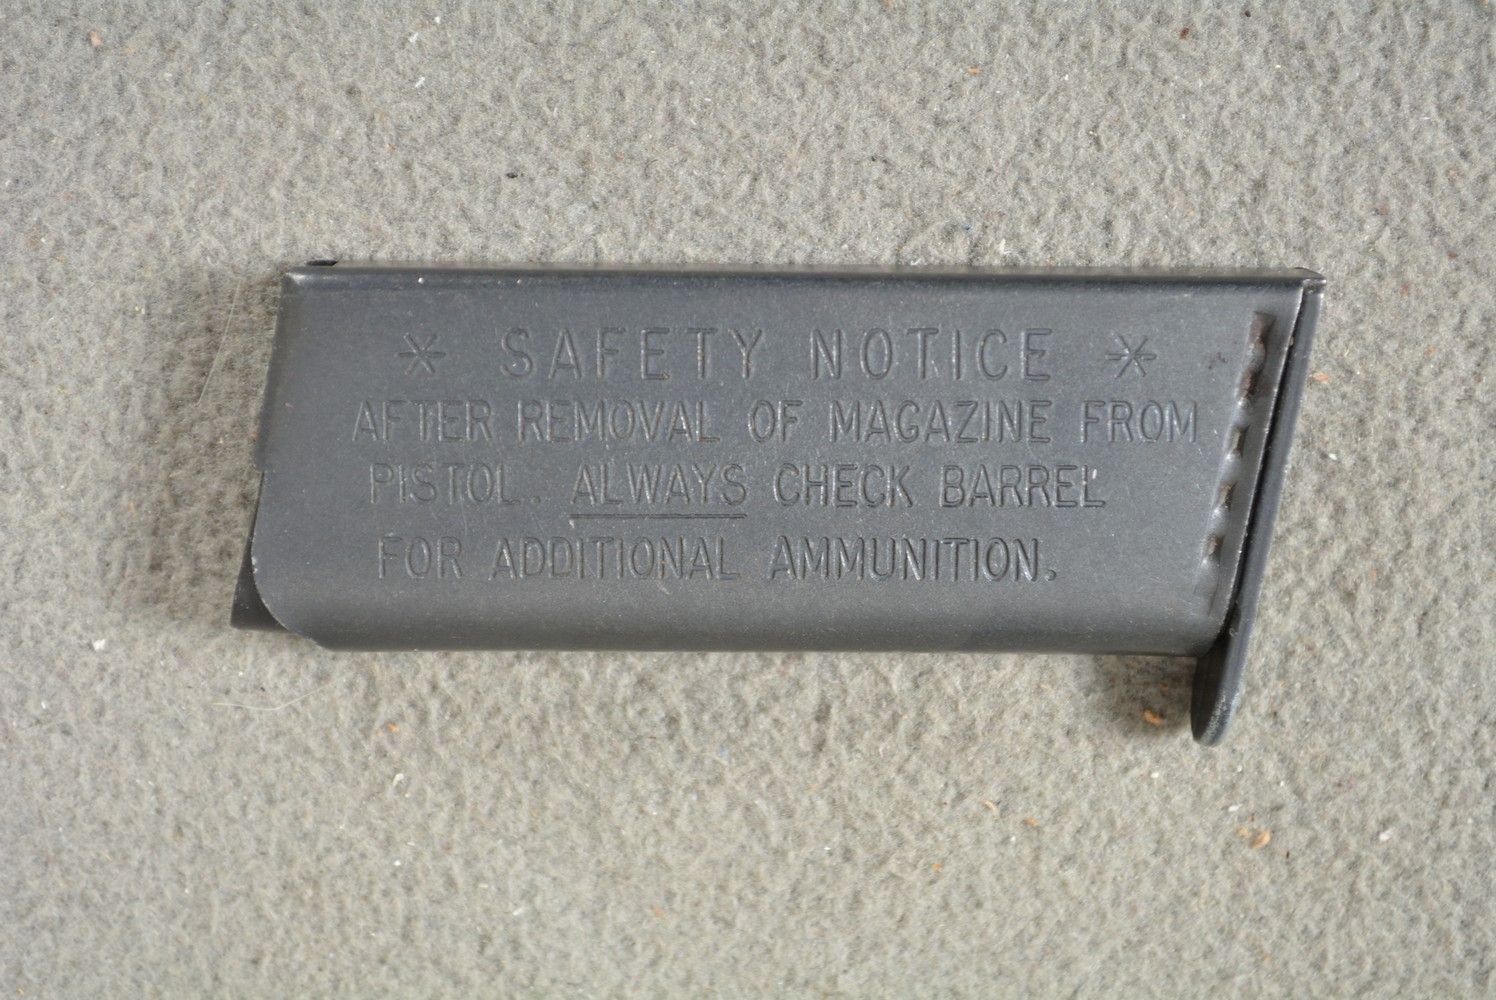 * SAFETY NOTICE *
AFTER REMOVAL OF MAGAZINE FROM
PISTOL. ALWAYS CHECK BARREL
FOR ADDITIONAL AMMUNITION.